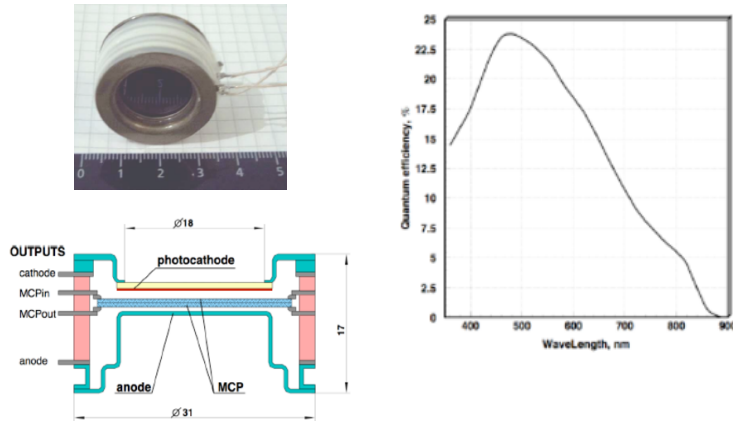 0 1 2 3 4 5
Ø18
OUTPUTS
photocathode
cathode
MCPin
MCPout
17
anode
anode
MCP
Ø 31
25
22.5
20
17.5
15
12.5
10
7.5
5
2.5
0
Quantum efficiency, %
400 500 600 700 800 900
WaveLength, nm